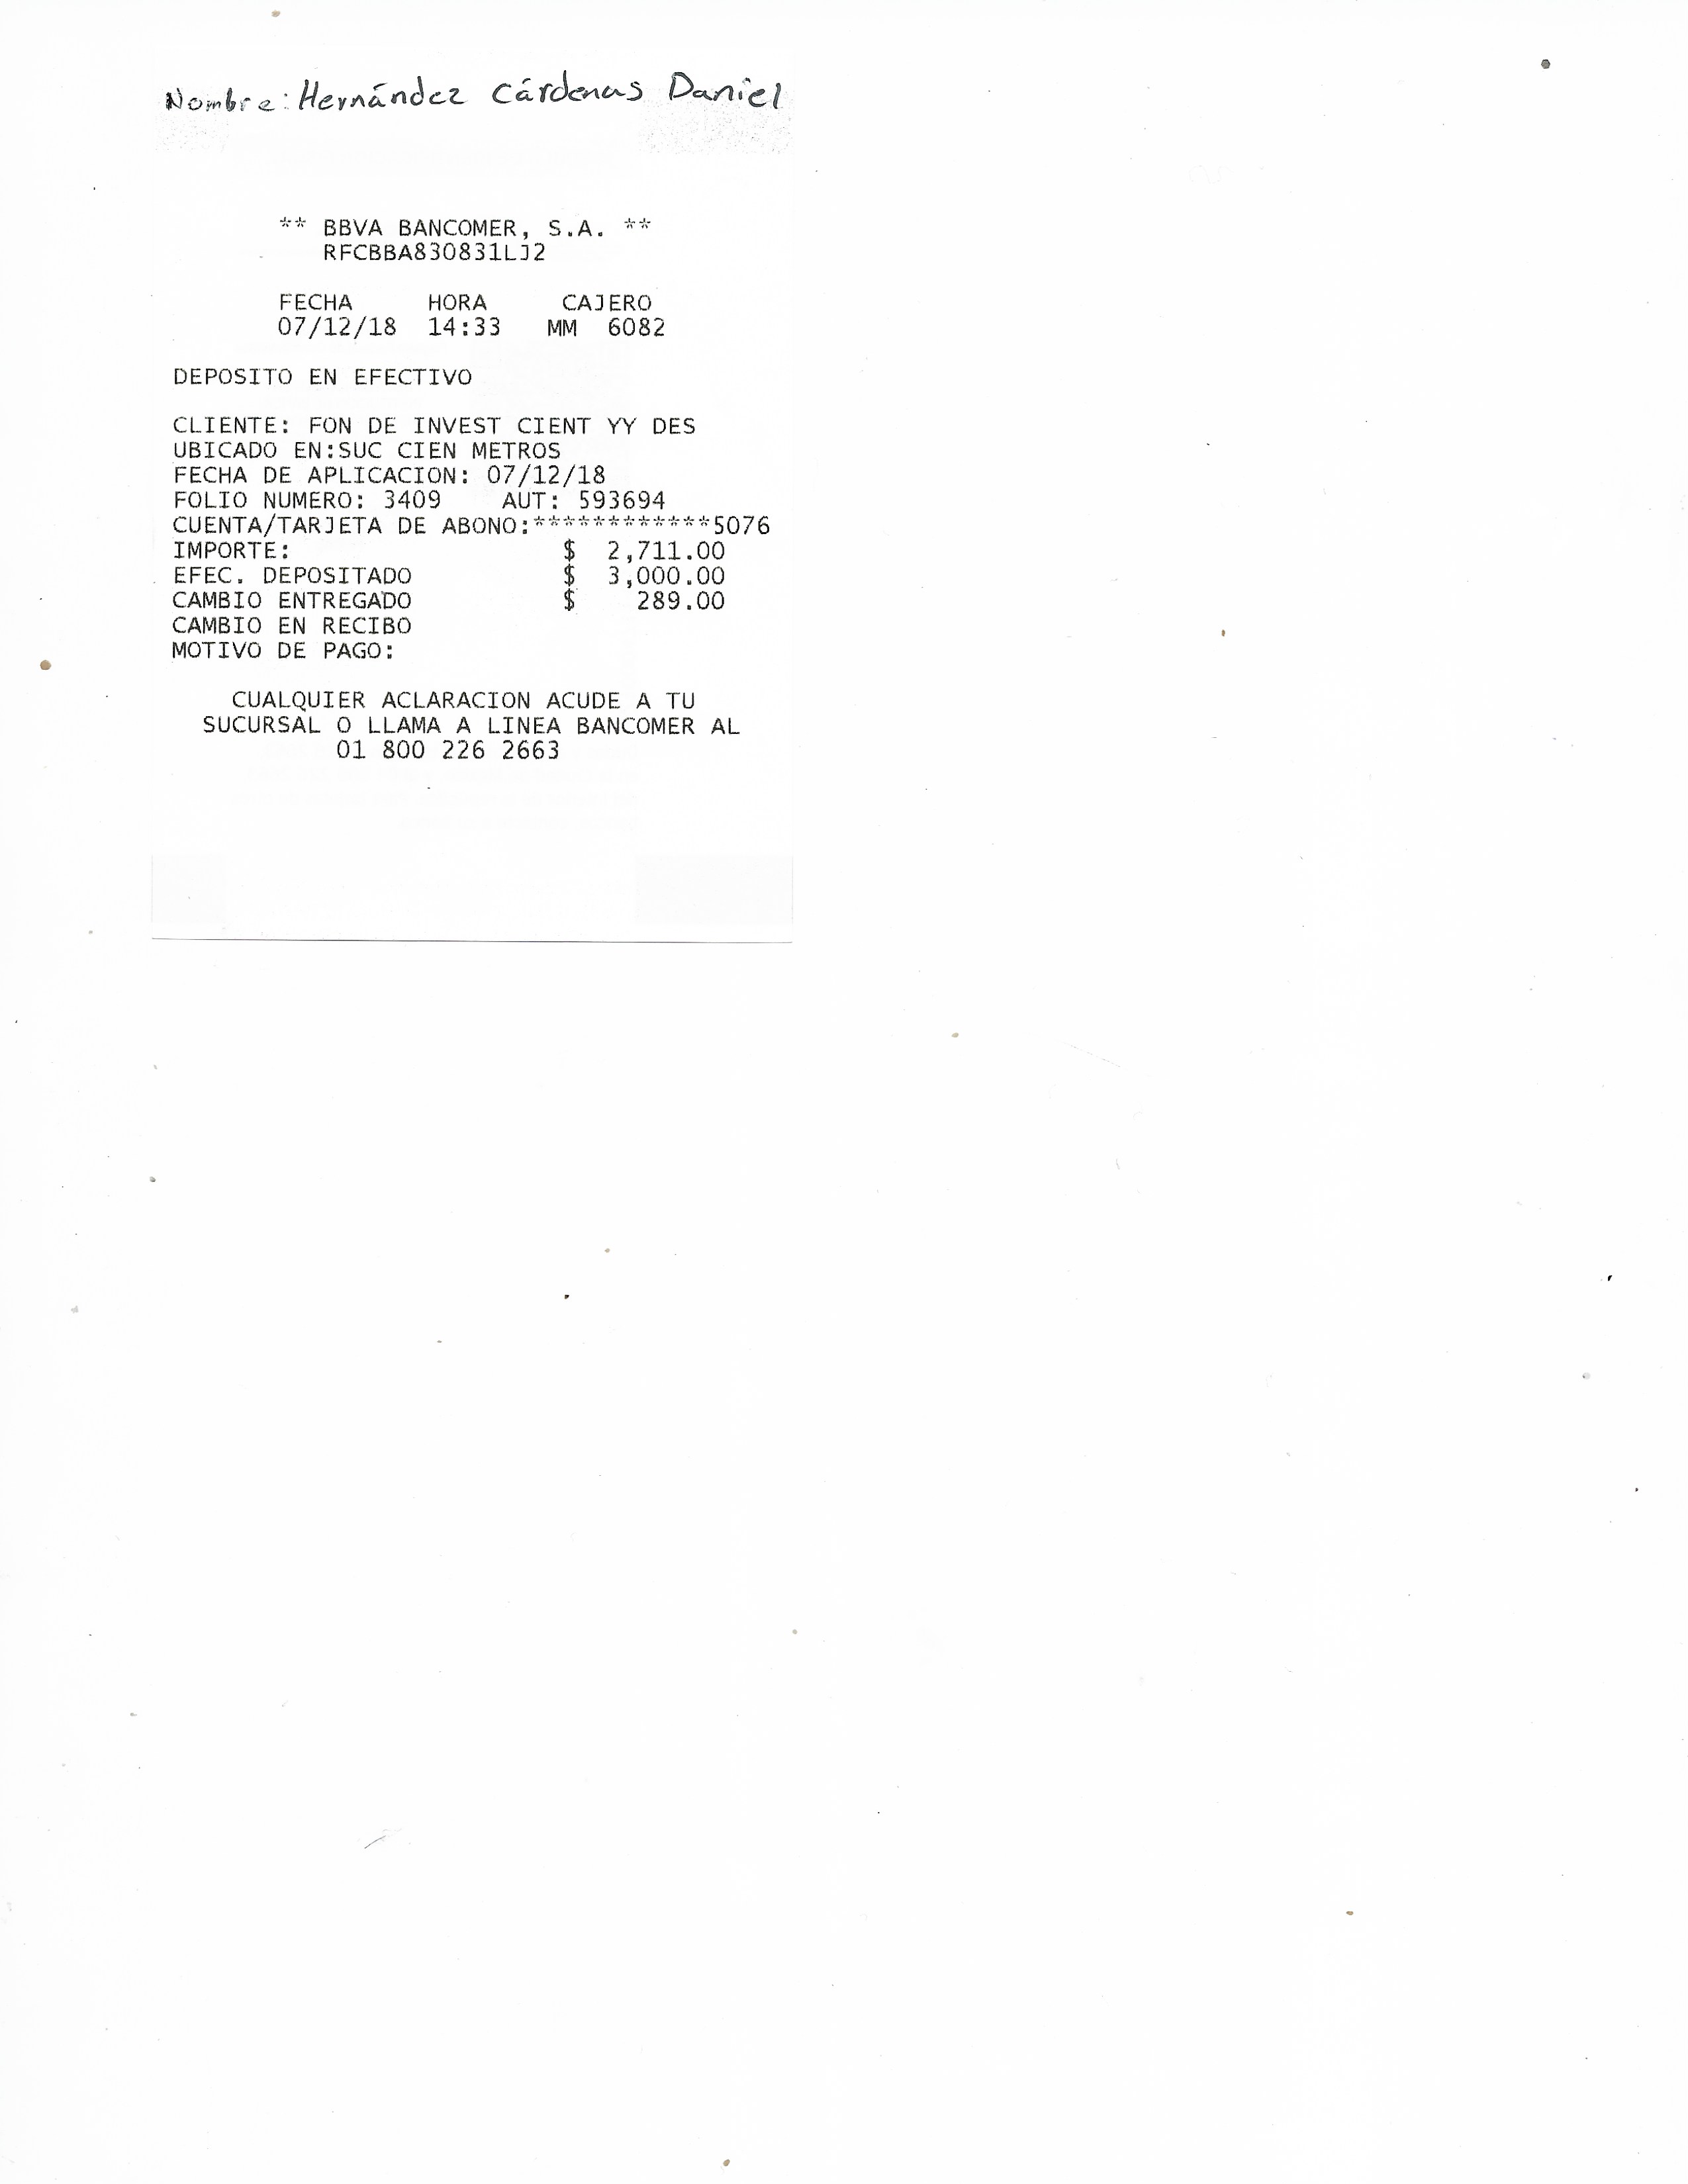 Nombre: Hernández Cárdenas Daniel
** BBVA BANCOMER, S.A. **
RFCBBA830831LJ2
FECHA HORA CAJERO
07/12/18 14:33 MM 6082
DEPOSITO EN EFECTIVO
CLIENTE: FON DE INVEST CIENT YY DES
UBICADO EN:SUC CIEN METROS
FECHA DE APLICACION: 07/12/18
FOLIO NUMERO: 3409 AUT: 593694
CUENTA/TARJETA DE ABONO:************5076
IMPORTE: $ 2,711.00
EFEC. DEPOSITADO $ 3,000.00
CAMBIO ENTREGADO $ 289.00
CAMBIO EN RECIBO
MOTIVO DE PAGO:
CUALQUIER ACLARACION ACUDE A TU
SUCURSAL O LLAMA A LINEA BANCOMER AL
01 800 226 2663